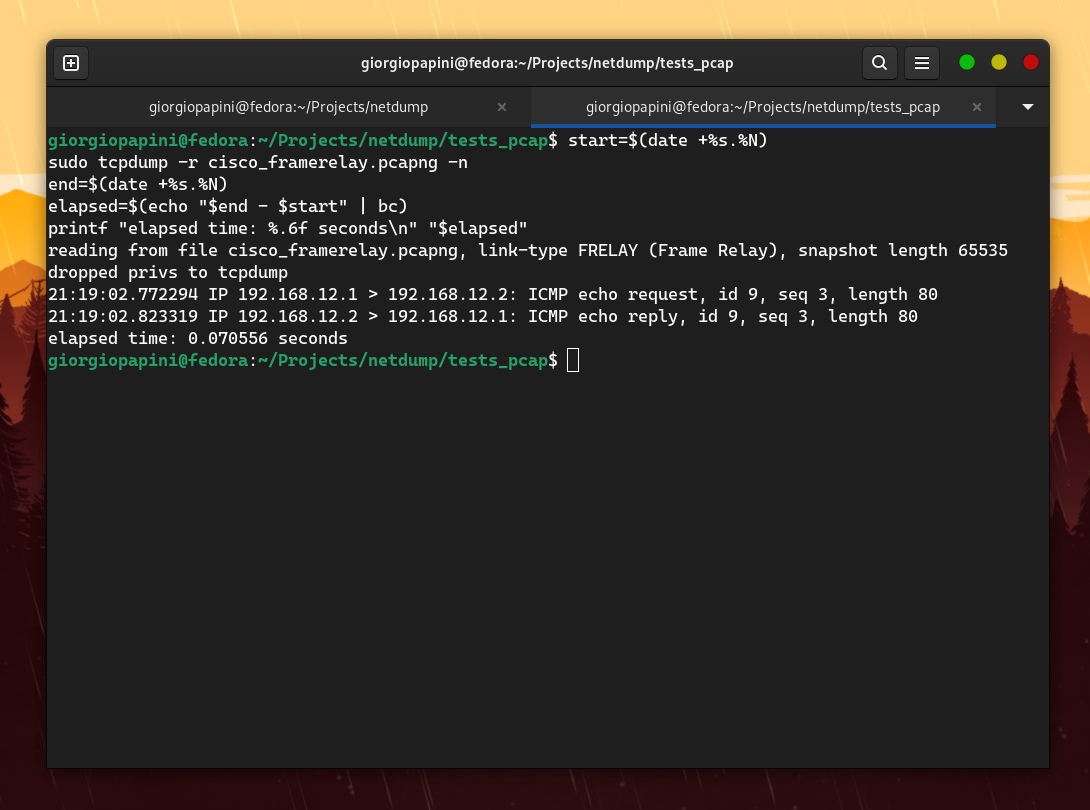 giorgiopapini@fedora:~/Projects/netdump/tests_pcap
giorgiopapini@fedora:~/Projects/netdump
giorgiopapini@fedora:~/Projects/netdump/tests_pcap
giorgiopapini@fedora:~/Projects/netdump/tests_pcap$ start=$(date +%s.%N)
sudo tcpdump -r cisco_framerelay.pcapng -n
end=$(date +%s.%N)
elapsed=$(echo "$end - $start" | bc)
printf "elapsed time: %.6f seconds\n" "$elapsed"
reading from file cisco_framerelay.pcapng, link-type FRELAY (Frame Relay), snapshot length 65535
dropped privs to tcpdump
21:19:02.772294 IP 192.168.12.1 > 192.168.12.2: ICMP echo request, id 9, seq 3, length 80
21:19:02.823319 IP 192.168.12.2 > 192.168.12.1: ICMP echo reply, id 9, seq 3, length 80
elapsed time: 0.070556 seconds
giorgiopapini@fedora:~/Projects/netdump/tests_pcap$